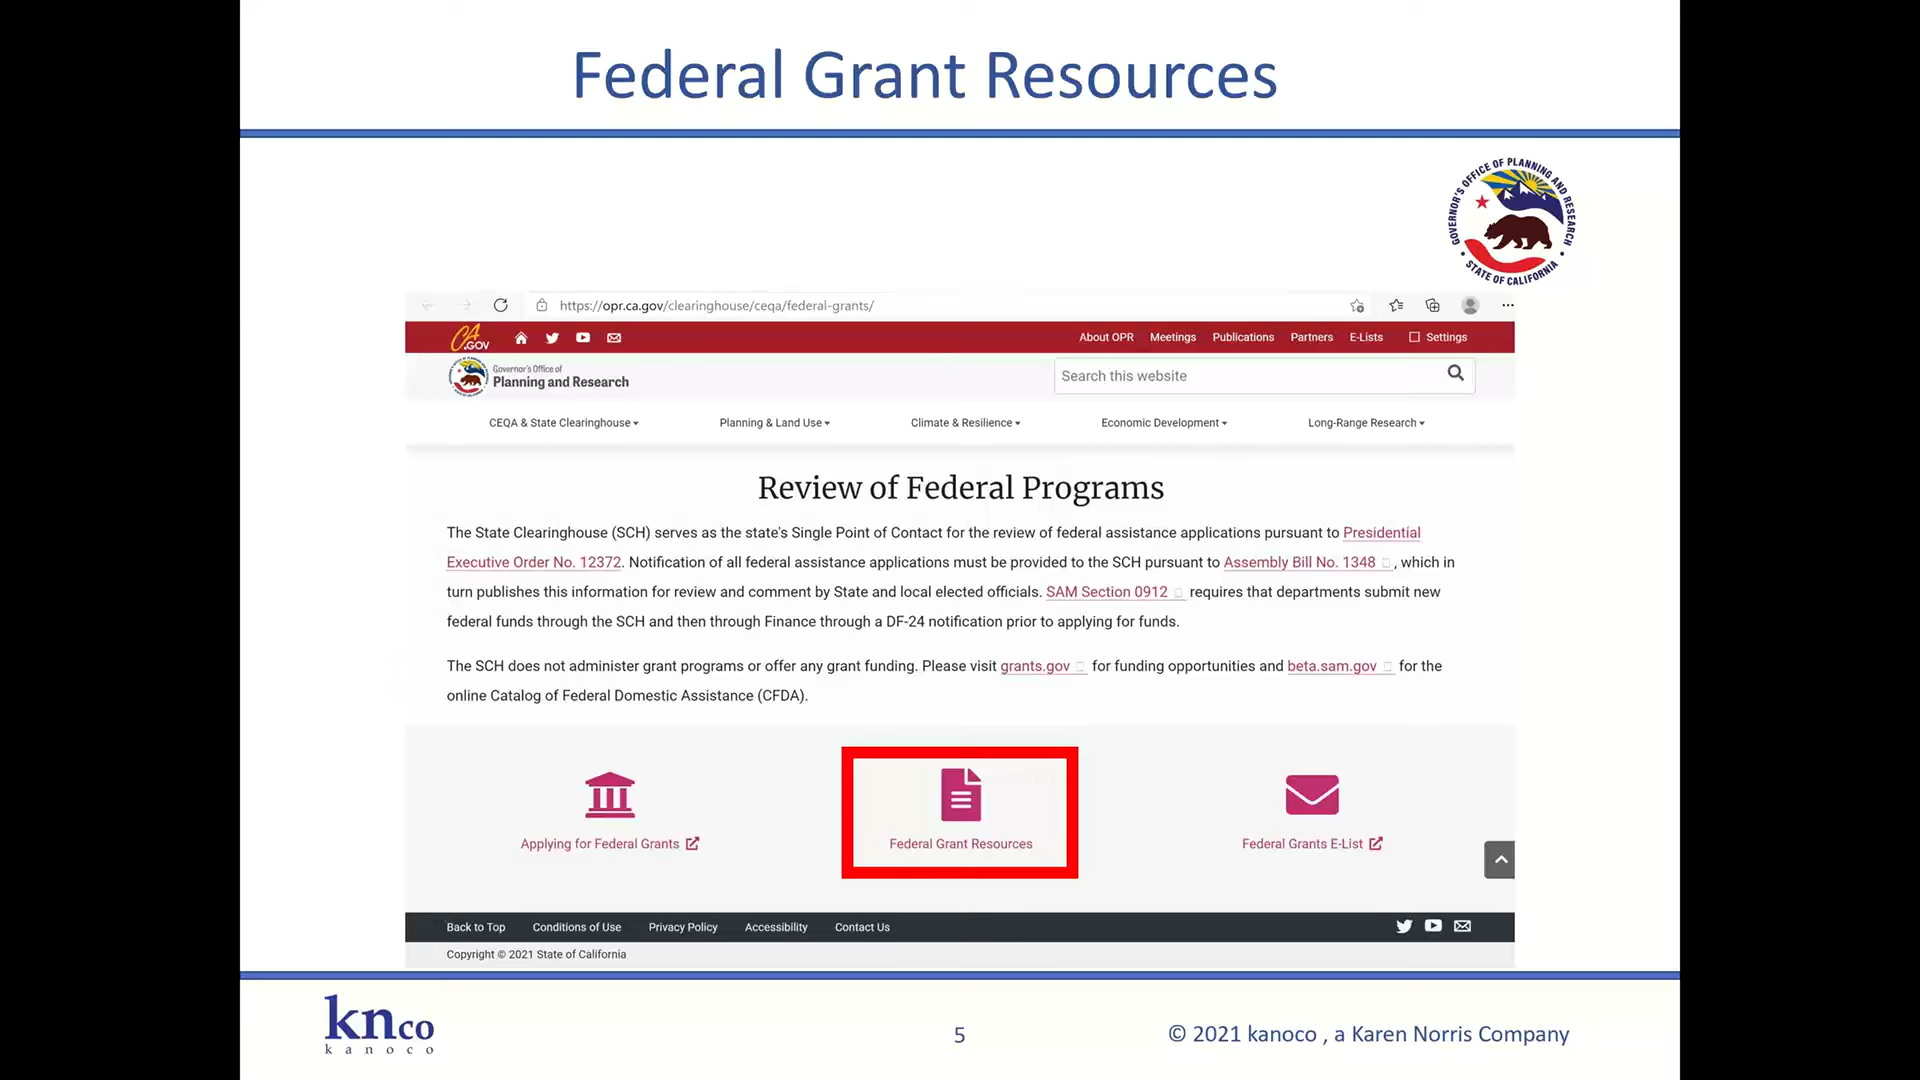 Federal Grant Resources
GOVERNOR'S OFFICE OF PLANNING AND RESEARCH
• STATE OF CALIFORNIA •
https://opr.ca.gov/clearinghouse/ceqa/federal-grants/
CA.GOV
About OPR Meetings Publications Partners E-Lists Settings
Governor's Office of
Planning and Research
Search this website
CEQA & State Clearinghouse Planning & Land Use Climate & Resilience Economic Development Long-Range Research
Review of Federal Programs
The State Clearinghouse (SCH) serves as the state's Single Point of Contact for the review of federal assistance applications pursuant to Presidential
Executive Order No. 12372. Notification of all federal assistance applications must be provided to the SCH pursuant to Assembly Bill No. 1348 , which in
turn publishes this information for review and comment by State and local elected officials. SAM Section 0912 requires that departments submit new
federal funds through the SCH and then through Finance through a DF-24 notification prior to applying for funds.
The SCH does not administer grant programs or offer any grant funding. Please visit grants.gov for funding opportunities and beta.sam.gov for the
online Catalog of Federal Domestic Assistance (CFDA).
Applying for Federal Grants
Federal Grant Resources
Federal Grants E-List
Back to Top Conditions of Use Privacy Policy Accessibility Contact Us
Copyright © 2021 State of California
knco
kanoco
5
© 2021 kanoco , a Karen Norris Company